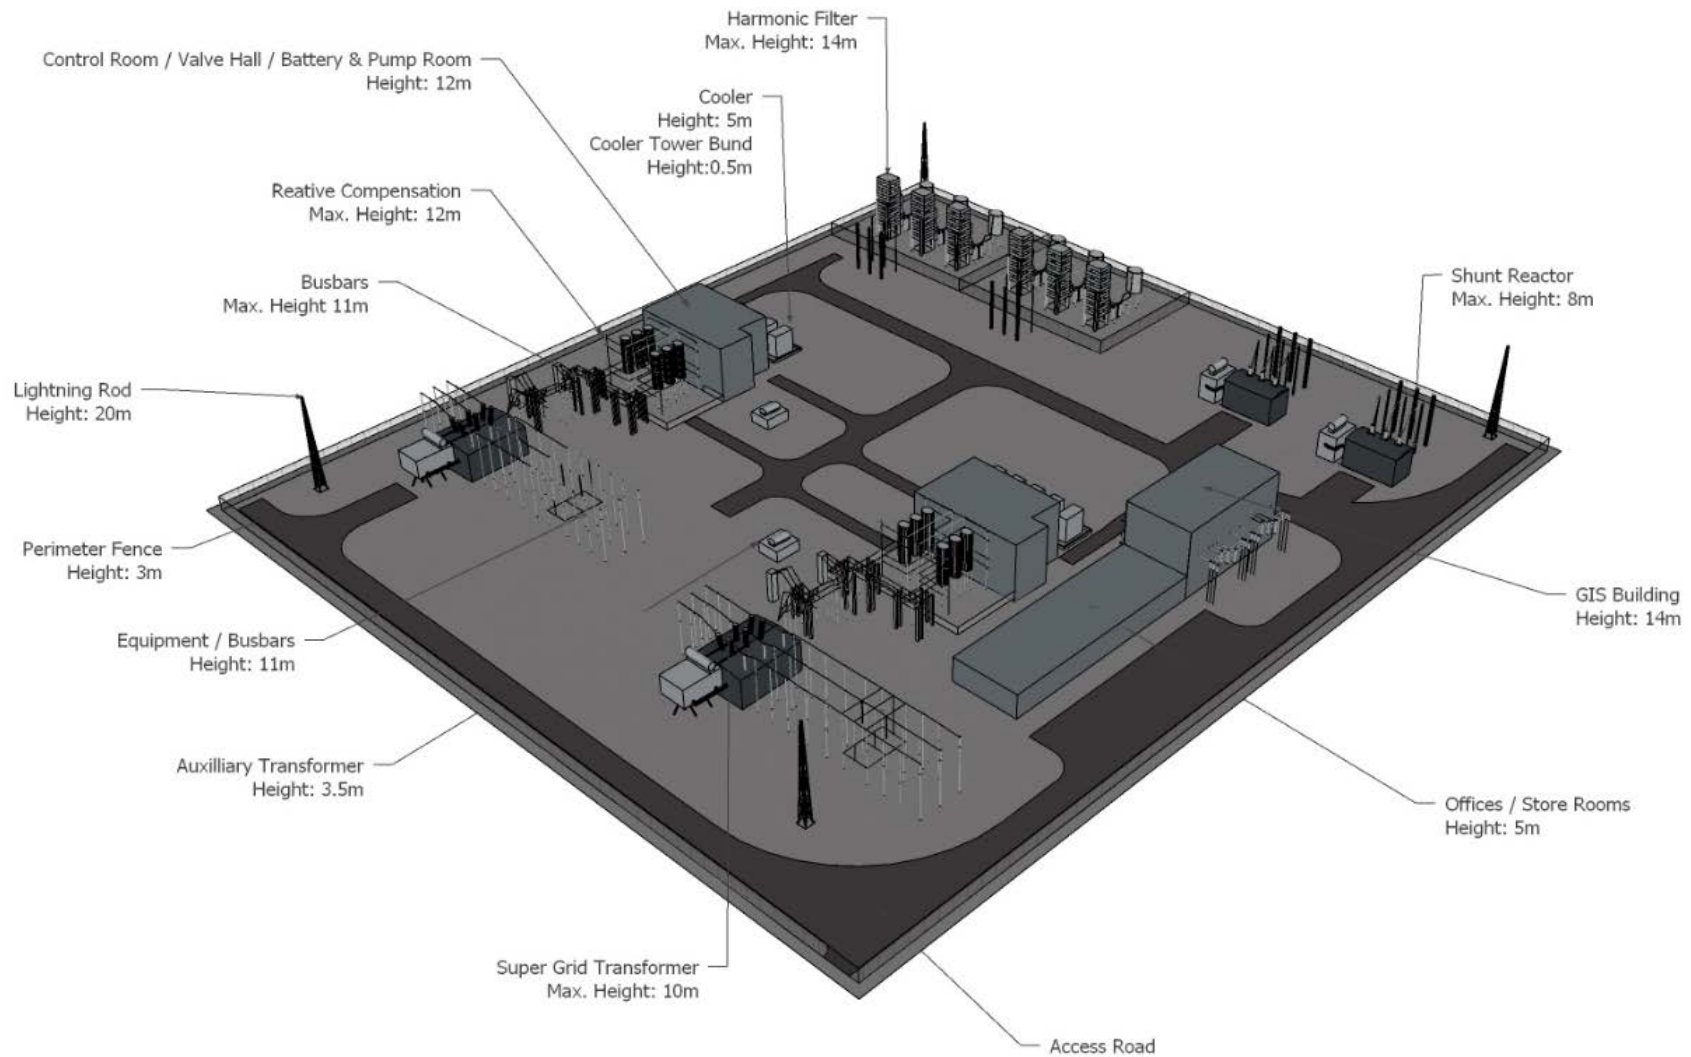 Harmonic Filter
Max. Height: 14m
Control Room / Valve Hall / Battery & Pump Room
Height: 12m
Cooler
Height: 5m
Cooler Tower Bund
Height:0.5m
Reative Compensation
Max. Height: 12m
Busbars
Max. Height 11m
Shunt Reactor
Max. Height: 8m
Lightning Rod
Height: 20m
Perimeter Fence
Height: 3m
GIS Building
Height: 14m
Equipment / Busbars
Height: 11m
Auxilliary Transformer
Height: 3.5m
Offices / Store Rooms
Height: 5m
Super Grid Transformer
Max. Height: 10m
Access Road